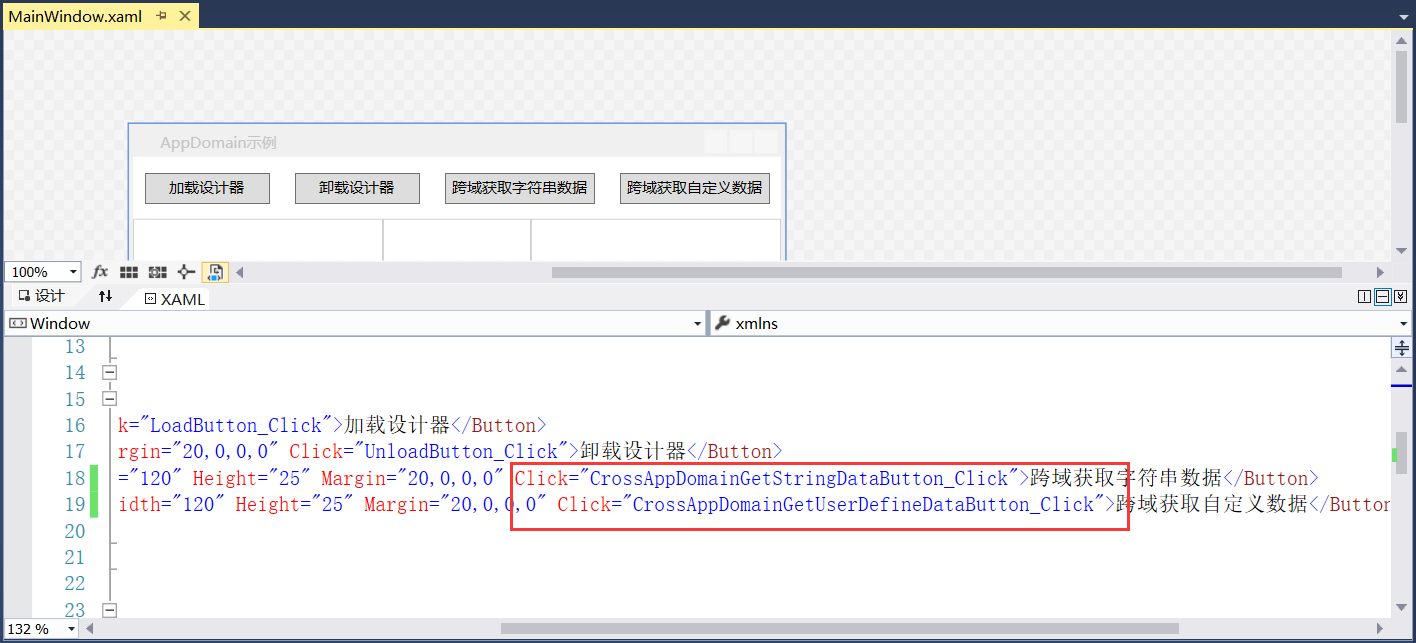 MainWindow.xaml
AppDomain示例
加载设计器 卸载设计器 跨域获取字符串数据 跨域获取自定义数据
100% fx
设计 XAML
Window xmlns
13
14
15
16 k="LoadButton_Click">加载设计器</Button>
17 rgin="20,0,0,0" Click="UnloadButton_Click">卸载设计器</Button>
18 ="120" Height="25" Margin="20,0,0,0" Click="CrossAppDomainGetStringDataButton_Click">跨域获取字符串数据</Button>
19 idth="120" Height="25" Margin="20,0,0,0" Click="CrossAppDomainGetUserDefineDataButton_Click">跨域获取自定义数据</Button
20
21
22
23
132 %